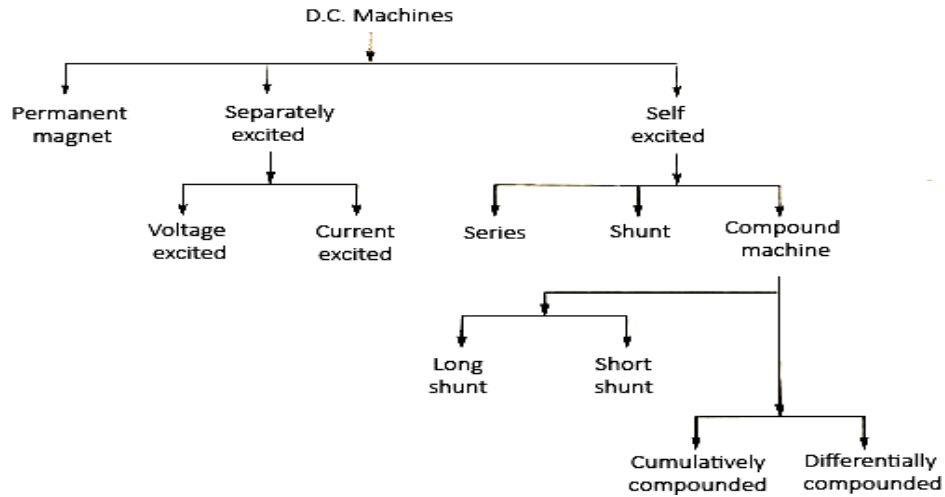 D.C. Machines
Permanent
magnet
Separately
excited
Self
excited
Voltage
excited
Current
excited
Series
Shunt
Compound
machine
Long
shunt
Short
shunt
Cumulatively
compounded
Differentially
compounded